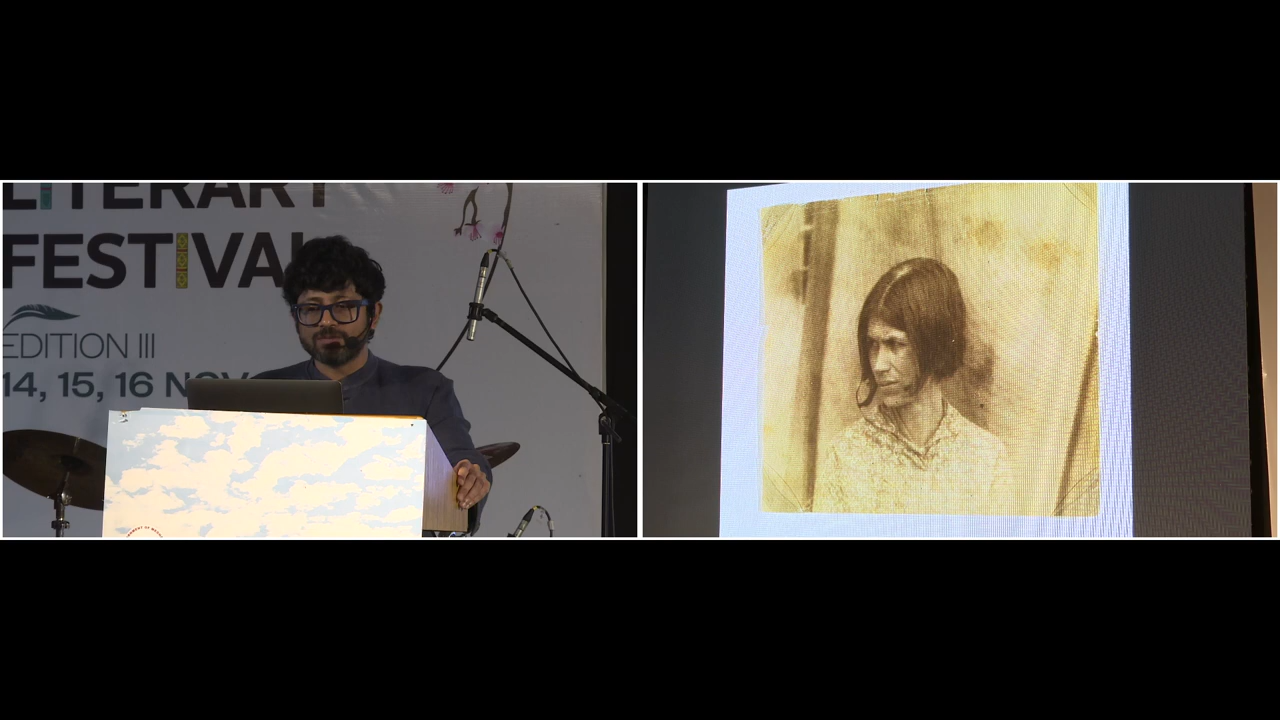 LITERARY
FESTIVAL
EDITION III
14, 15, 16 NOV